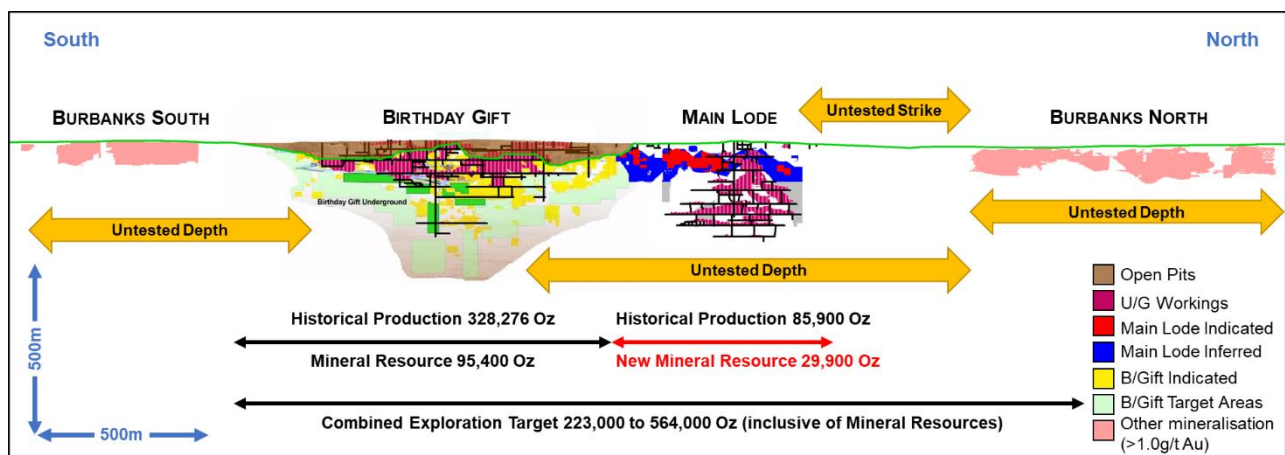 South
North
Untested Strike
BURBANKS SOUTH
BIRTHDAY GIFT
MAIN LODE
BURBANKS NORTH
Birthday Gift Underground
Untested Depth
Untested Depth
Untested Depth
500m
500m
Historical Production 328,276 Oz
Historical Production 85,900 Oz
Mineral Resource 95,400 Oz
New Mineral Resource 29,900 Oz
Combined Exploration Target 223,000 to 564,000 Oz (inclusive of Mineral Resources)
Open Pits
U/G Workings
Main Lode Indicated
Main Lode Inferred
B/Gift Indicated
B/Gift Target Areas
Other mineralisation
(>1.0g/t Au)